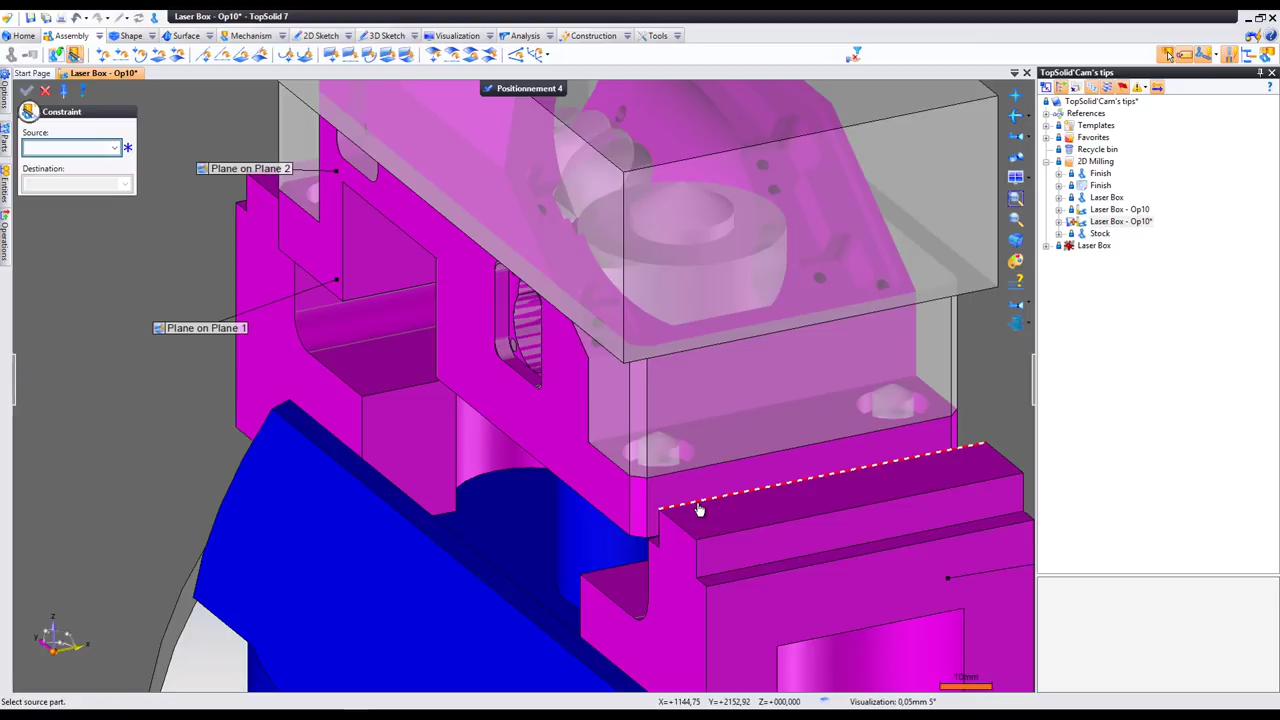 Laser Box - Op10* - TopSolid 7
Home Assembly Shape Surface Mechanism 2D Sketch 3D Sketch Visualization Analysis Construction Tools
Start Page Laser Box - Op10*
TopSolid'Cam's tips
Options
Parts
Entities
Operations
Constraint
Source:
Destination:
Positionnement 4
Plane on Plane 2
Plane on Plane 1
TopSolid'Cam's tips*
References
Templates
Favorites
Recycle bin
2D Milling
Finish
Finish
Laser Box
Laser Box - Op10
Laser Box - Op10*
Stock
Laser Box
z
y
x
10mm
Select source part.
X=+1144,75 Y=+2152,92 Z=+000,000 Visualization: 0,05mm 5°